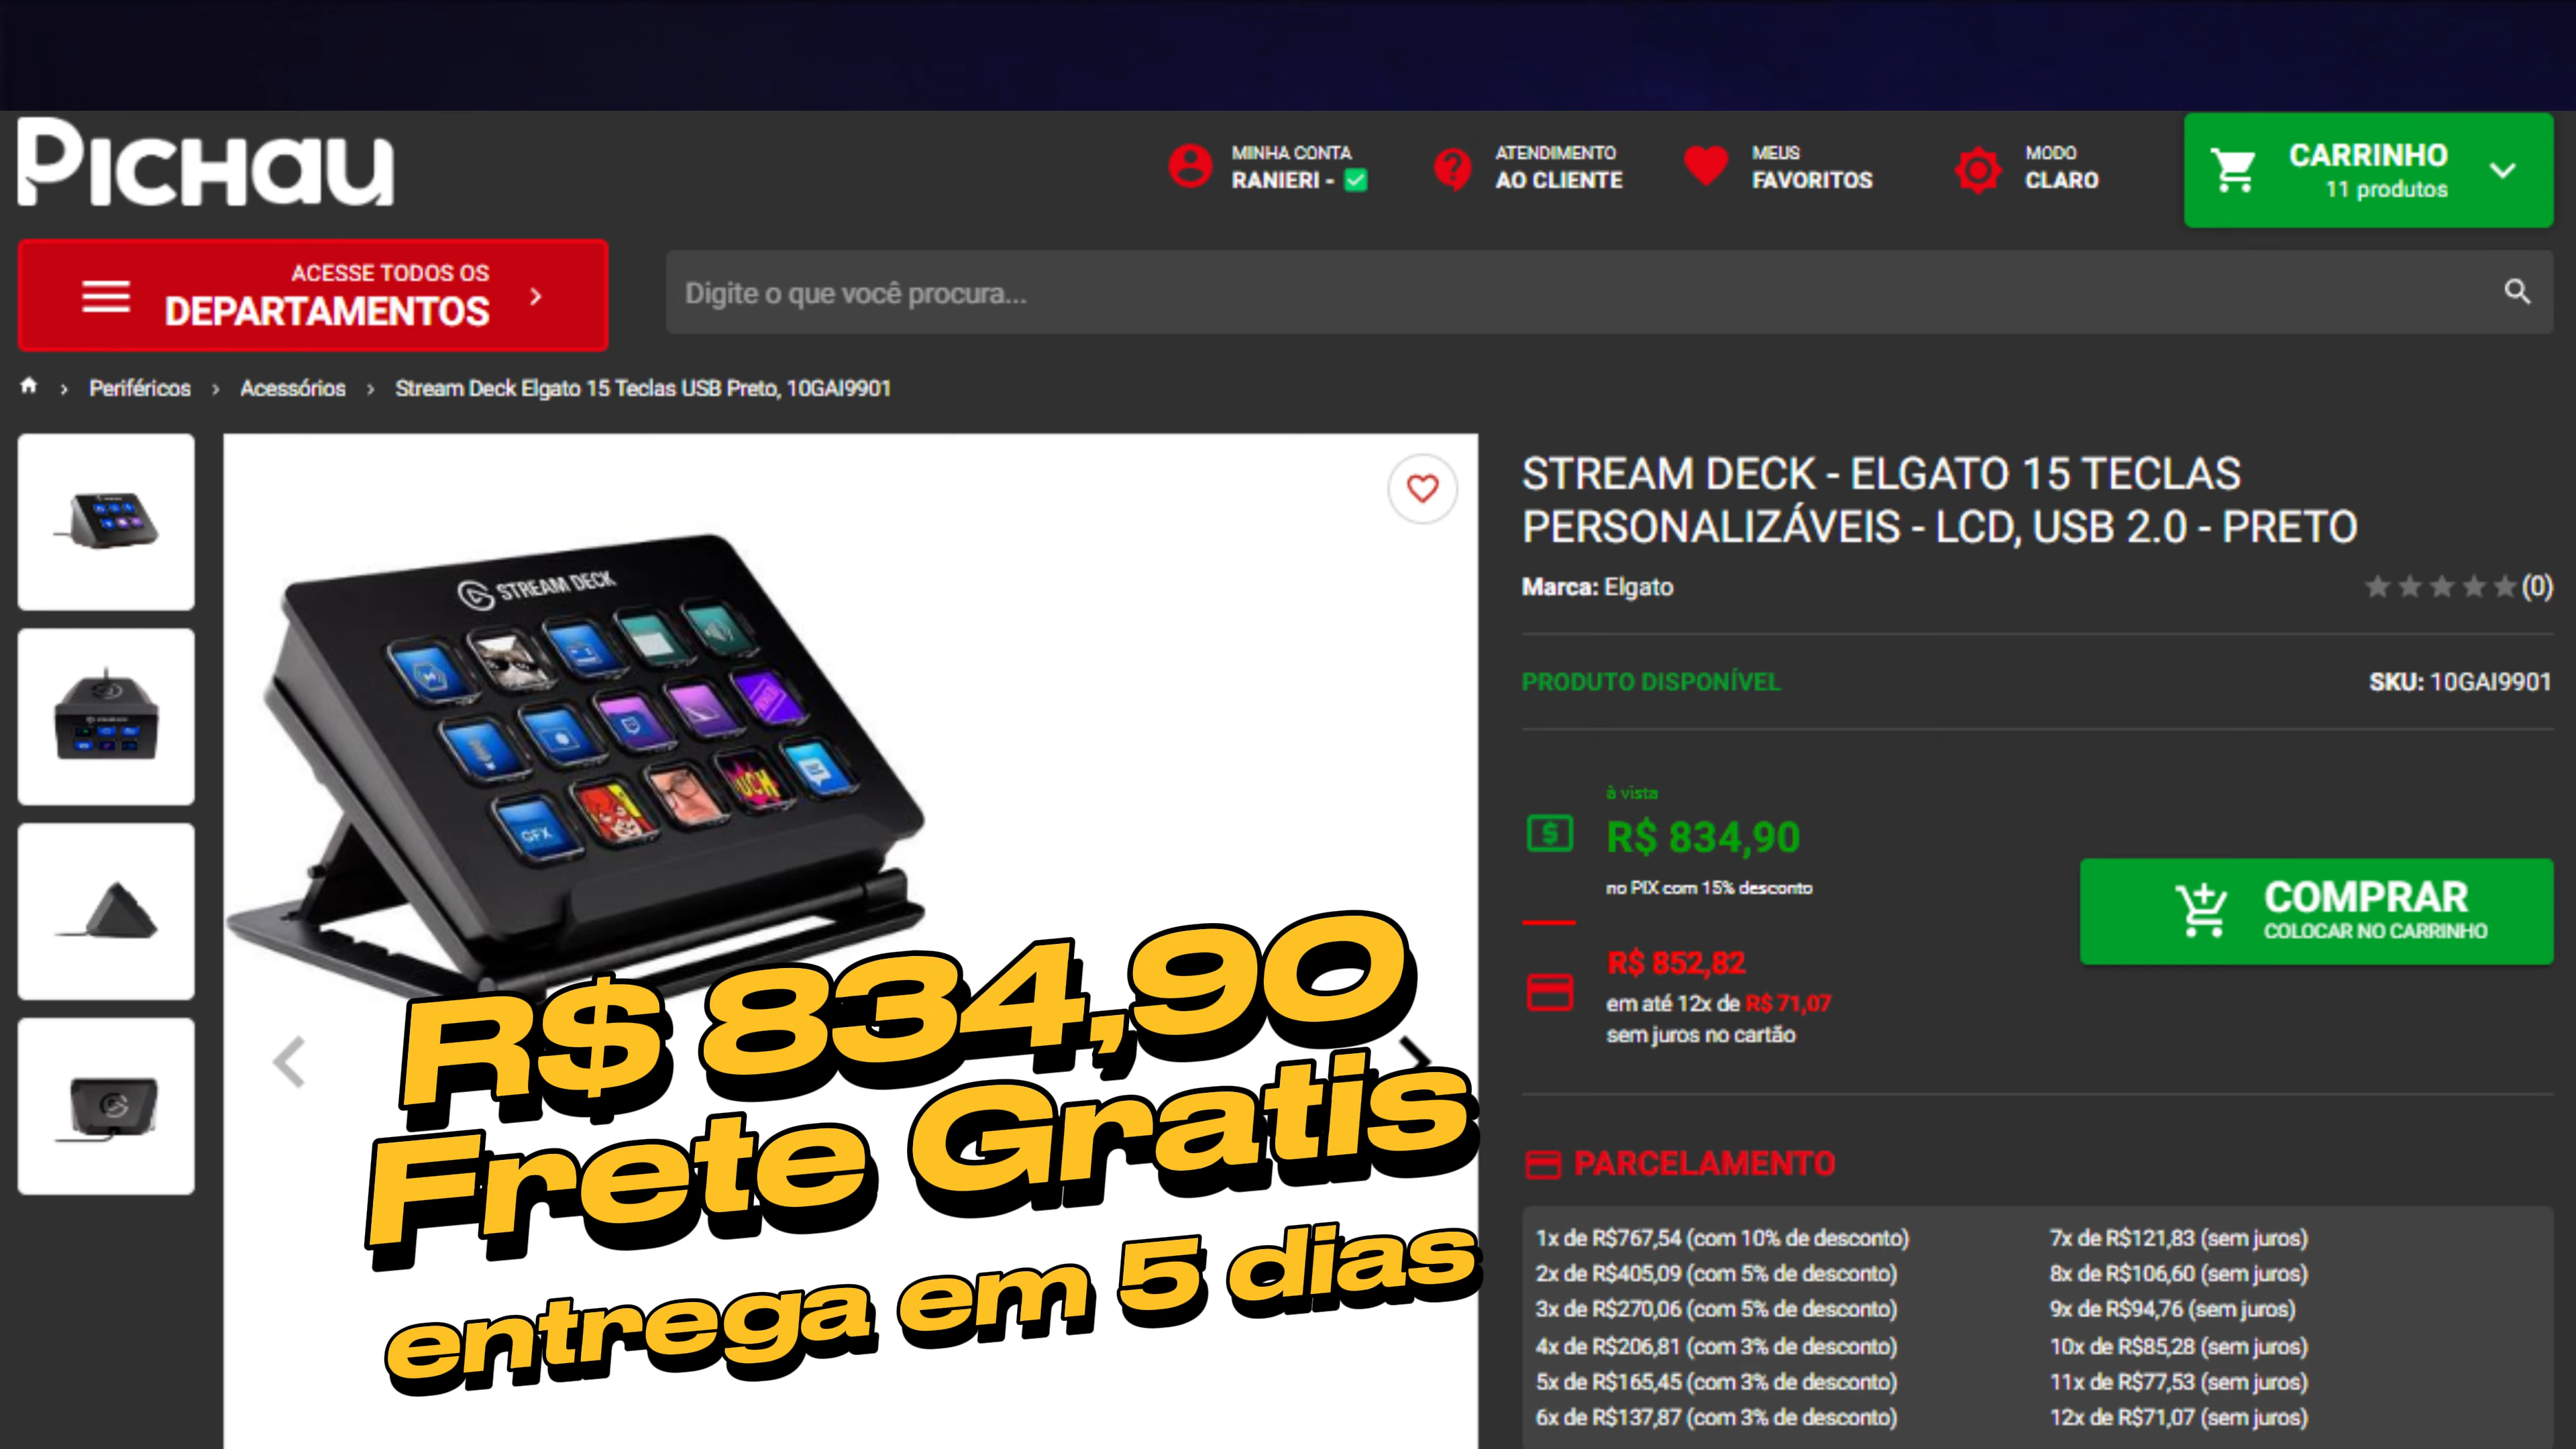 PICHAU
MINHA CONTA
RANIERI - ✅
ATENDIMENTO
AO CLIENTE
MEUS
FAVORITOS
MODO
CLARO
CARRINHO
11 produtos
ACESSE TODOS OS
DEPARTAMENTOS
Digite o que você procura...
Periféricos > Acessórios > Stream Deck Elgato 15 Teclas USB Preto, 10GAI9901
STREAM DECK
GFX
STREAM DECK - ELGATO 15 TECLAS
PERSONALIZÁVEIS - LCD, USB 2.0 - PRETO
Marca: Elgato
(0)
PRODUTO DISPONÍVEL
SKU: 10GAI9901
à vista
R$ 834,90
no PIX com 15% desconto
R$ 852,82
em até 12x de R$ 71,07
sem juros no cartão
COMPRAR
COLOCAR NO CARRINHO
R$ 834,90
Frete Gratis
entrega em 5 dias
PARCELAMENTO
1x de R$767,54 (com 10% de desconto)
2x de R$405,09 (com 5% de desconto)
3x de R$270,06 (com 5% de desconto)
4x de R$206,81 (com 3% de desconto)
5x de R$165,45 (com 3% de desconto)
6x de R$137,87 (com 3% de desconto)
7x de R$121,83 (sem juros)
8x de R$106,60 (sem juros)
9x de R$94,76 (sem juros)
10x de R$85,28 (sem juros)
11x de R$77,53 (sem juros)
12x de R$71,07 (sem juros)